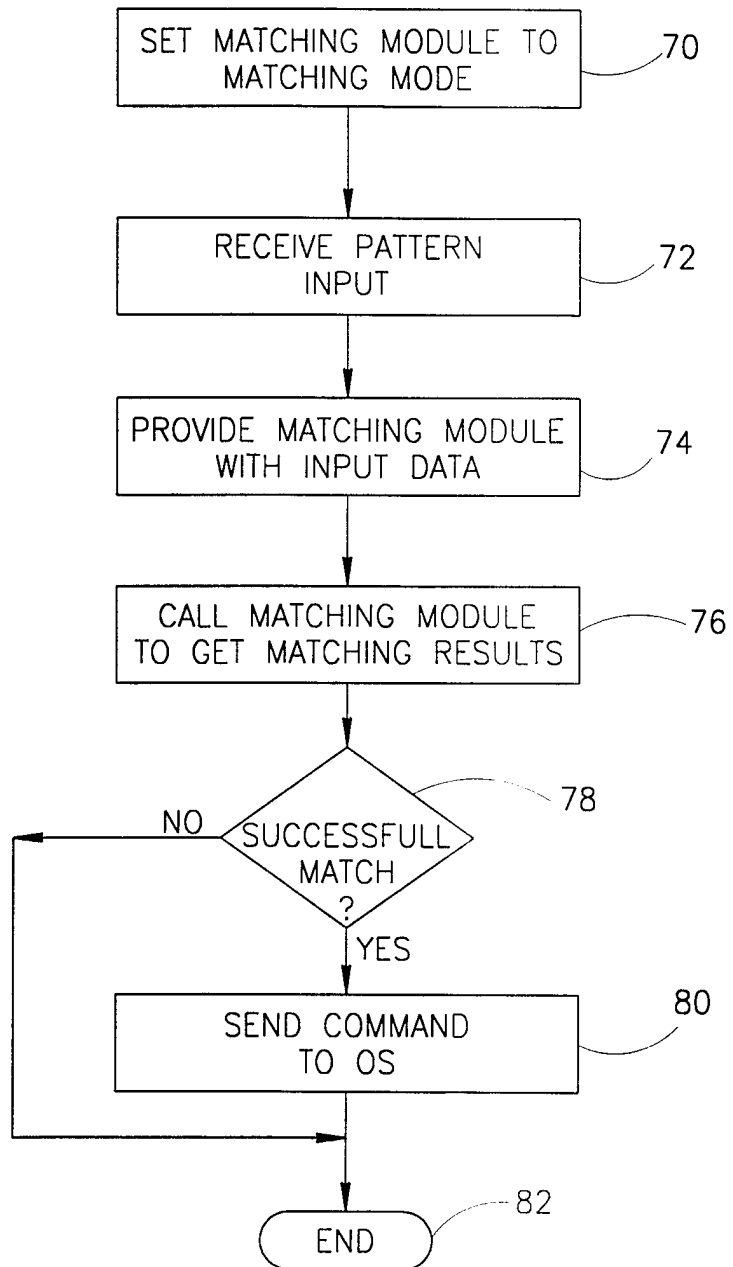 SET MATCHING MODULE TO
MATCHING MODE
70
RECEIVE PATTERN
INPUT
72
PROVIDE MATCHING MODULE
WITH INPUT DATA
74
CALL MATCHING MODULE
TO GET MATCHING RESULTS
76
78
NO
SUCCESSFULL
MATCH
?
YES
SEND COMMAND
TO OS
80
END
82